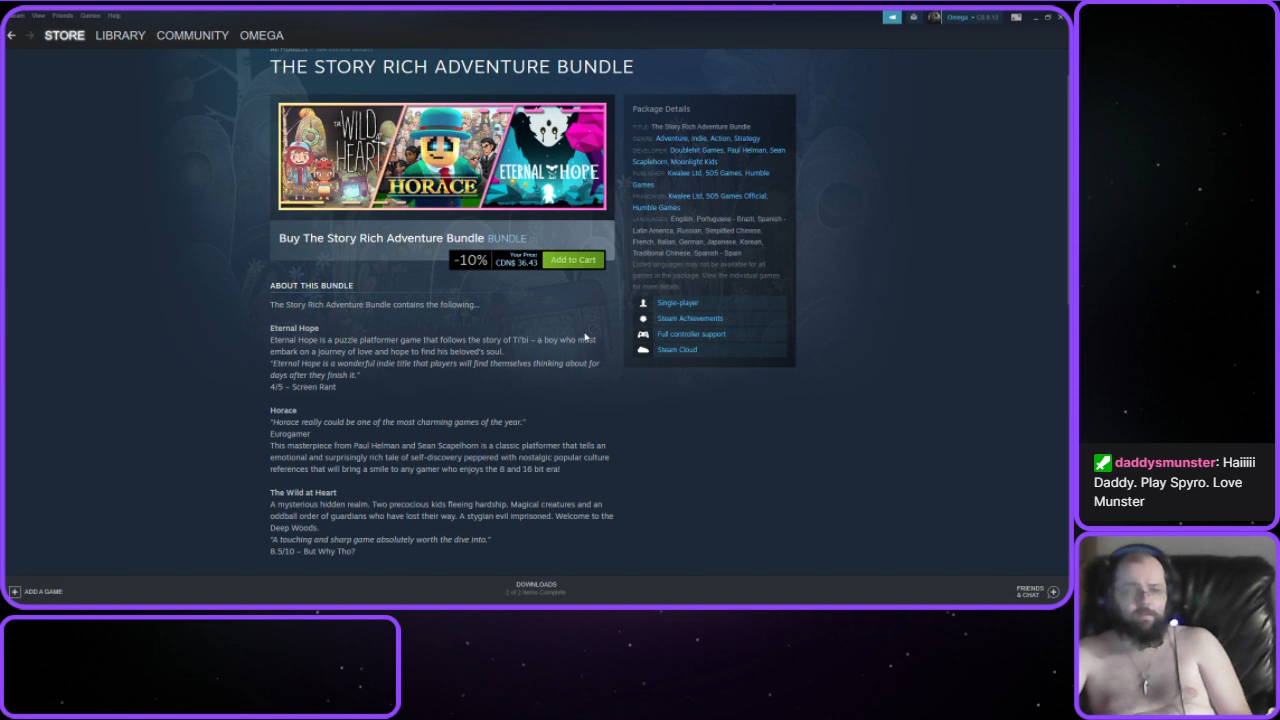 View Friends Games Help
Omega
STORE LIBRARY COMMUNITY OMEGA
THE STORY RICH ADVENTURE BUNDLE
THE WILD AT HEART
HORACE
ETERNAL HOPE
Buy The Story Rich Adventure Bundle BUNDLE
-10% Your Price: CDN$ 36.43 Add to Cart
ABOUT THIS BUNDLE
The Story Rich Adventure Bundle contains the following...
Eternal Hope
Eternal Hope is a puzzle platformer game that follows the story of Ti'bi – a boy who must
embark on a journey of love and hope to find his beloved's soul.
"Eternal Hope is a wonderful indie title that players will find themselves thinking about for
days after they finish it."
4/5 – Screen Rant
Horace
"Horace really could be one of the most charming games of the year."
Eurogamer
This masterpiece from Paul Helman and Sean Scapelhorn is a classic platformer that tells an
emotional and surprisingly rich tale of self-discovery peppered with nostalgic popular culture
references that will bring a smile to any gamer who enjoys the 8 and 16 bit era!
The Wild at Heart
A mysterious hidden realm. Two precocious kids fleeing hardship. Magical creatures and an
oddball order of guardians who have lost their way. A stygian evil imprisoned. Welcome to the
Deep Woods.
"A touching and sharp game absolutely worth the dive into."
8.5/10 – But Why Tho?
Package Details
TITLE: The Story Rich Adventure Bundle
GENRE: Adventure, Indie, Action, Strategy
DEVELOPER: Doublehit Games, Paul Helman, Sean
Scaplehorn, Moonlight Kids
PUBLISHER: Kwalee Ltd, 505 Games, Humble
Games
FRANCHISE: Kwalee Ltd, 505 Games Official,
Humble Games
LANGUAGES: English, Portuguese - Brazil, Spanish -
Latin America, Russian, Simplified Chinese,
French, Italian, German, Japanese, Korean,
Traditional Chinese, Spanish - Spain
Listed languages may not be available for all
games in the package. View the individual games
for more details.
Single-player
Steam Achievements
Full controller support
Steam Cloud
ADD A GAME
DOWNLOADS
2 of 2 Items Complete
FRIENDS
& CHAT
daddysmunster: Haiiiii
Daddy. Play Spyro. Love
Munster